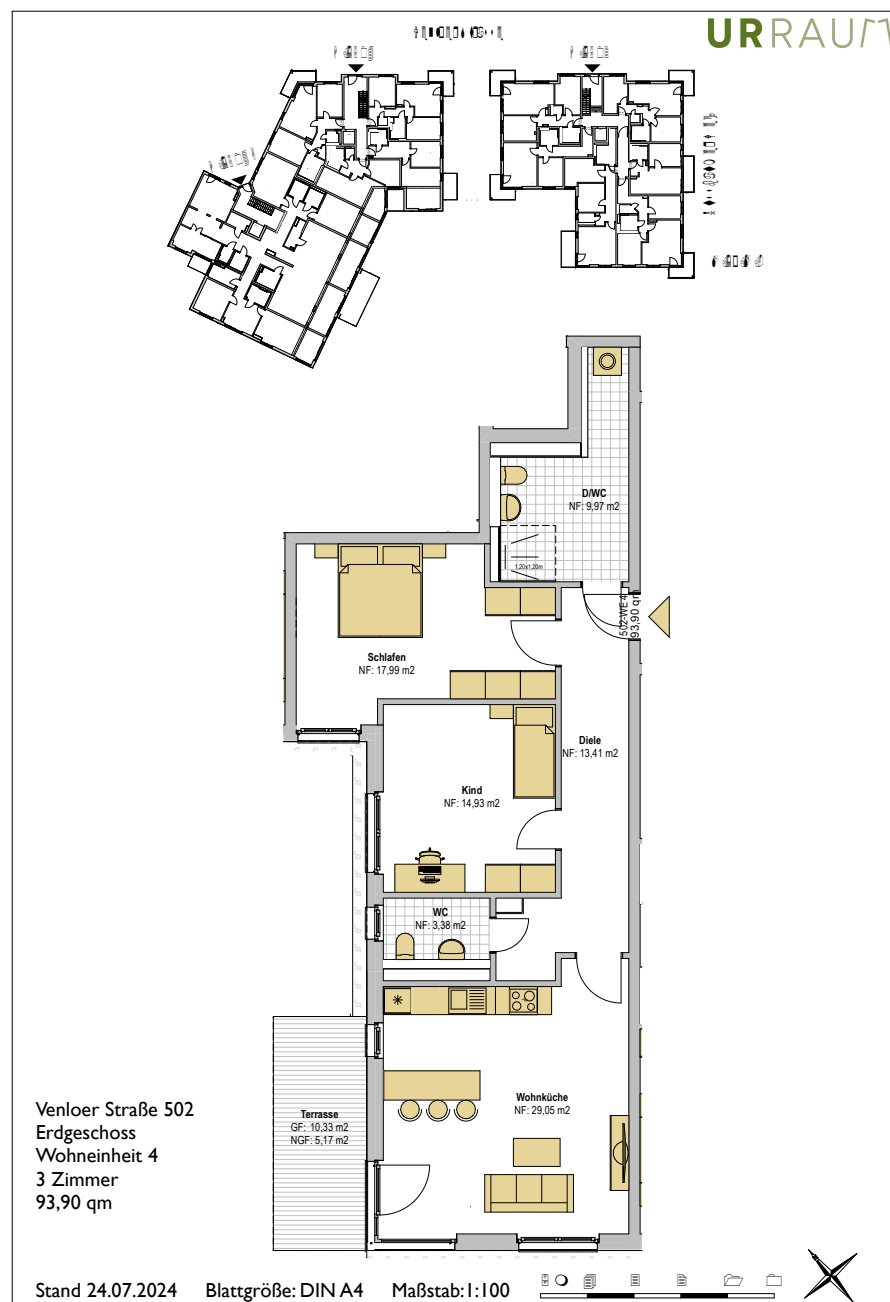 URRAUM
D/WC
NF: 9,97 m2
1,20x1,20m
502-WE 4
93,90 qm
Schlafen
NF: 17,99 m2
Diele
NF: 13,41 m2
Kind
NF: 14,93 m2
WC
NF: 3,38 m2
Wohnküche
NF: 29,05 m2
Terrasse
GF: 10,33 m2
NGF: 5,17 m2
Venloer Straße 502
Erdgeschoss
Wohneinheit 4
3 Zimmer
93,90 qm
Stand 24.07.2024 Blattgröße: DIN A4 Maßstab:1:100